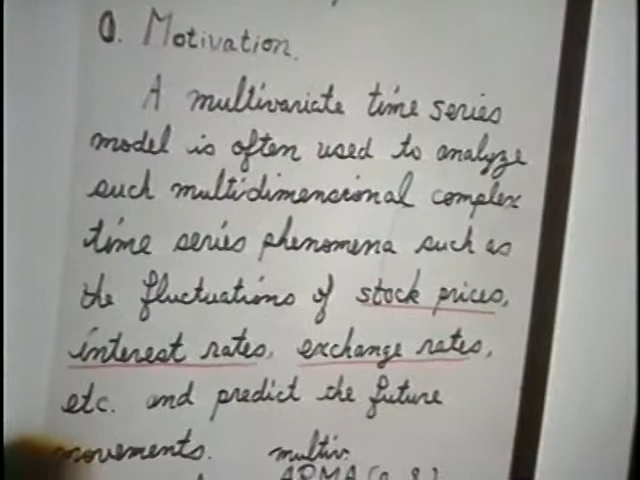 0. Motivation.
A multivariate time series
model is often used to analyze
such multidimensional complex
time series phenomena such as
the fluctuations of stock prices,
interest rates, exchange rates,
etc. and predict the future
movements. multiv.
ARMA(p, q)